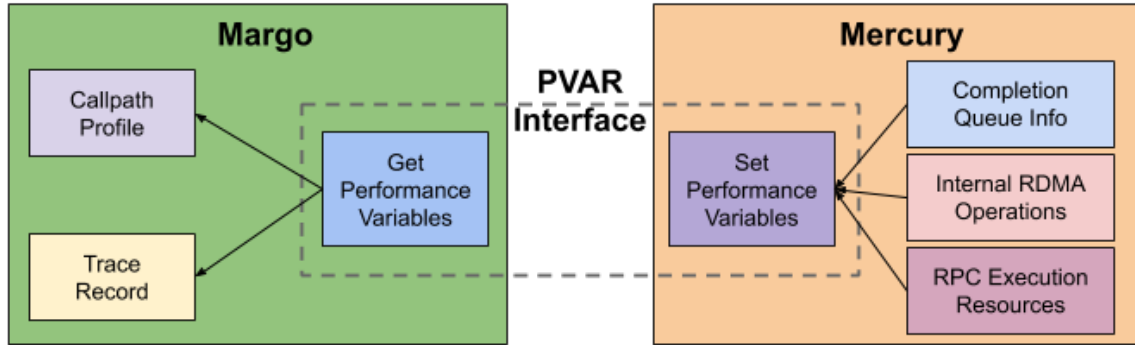 Margo
Callpath
Profile
Get
Performance
Variables
Trace
Record
PVAR
Interface
Mercury
Set
Performance
Variables
Completion
Queue Info
Internal RDMA
Operations
RPC Execution
Resources